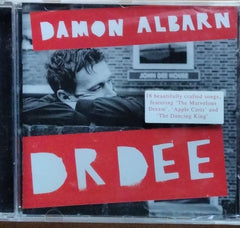 DAMON ALBARN
JOHN DEE HOUSE
18 beautifully crafted songs,
featuring 'The Marvelous
Dream' 'Apple Carts' and
'The Dancing King'
DR DEE